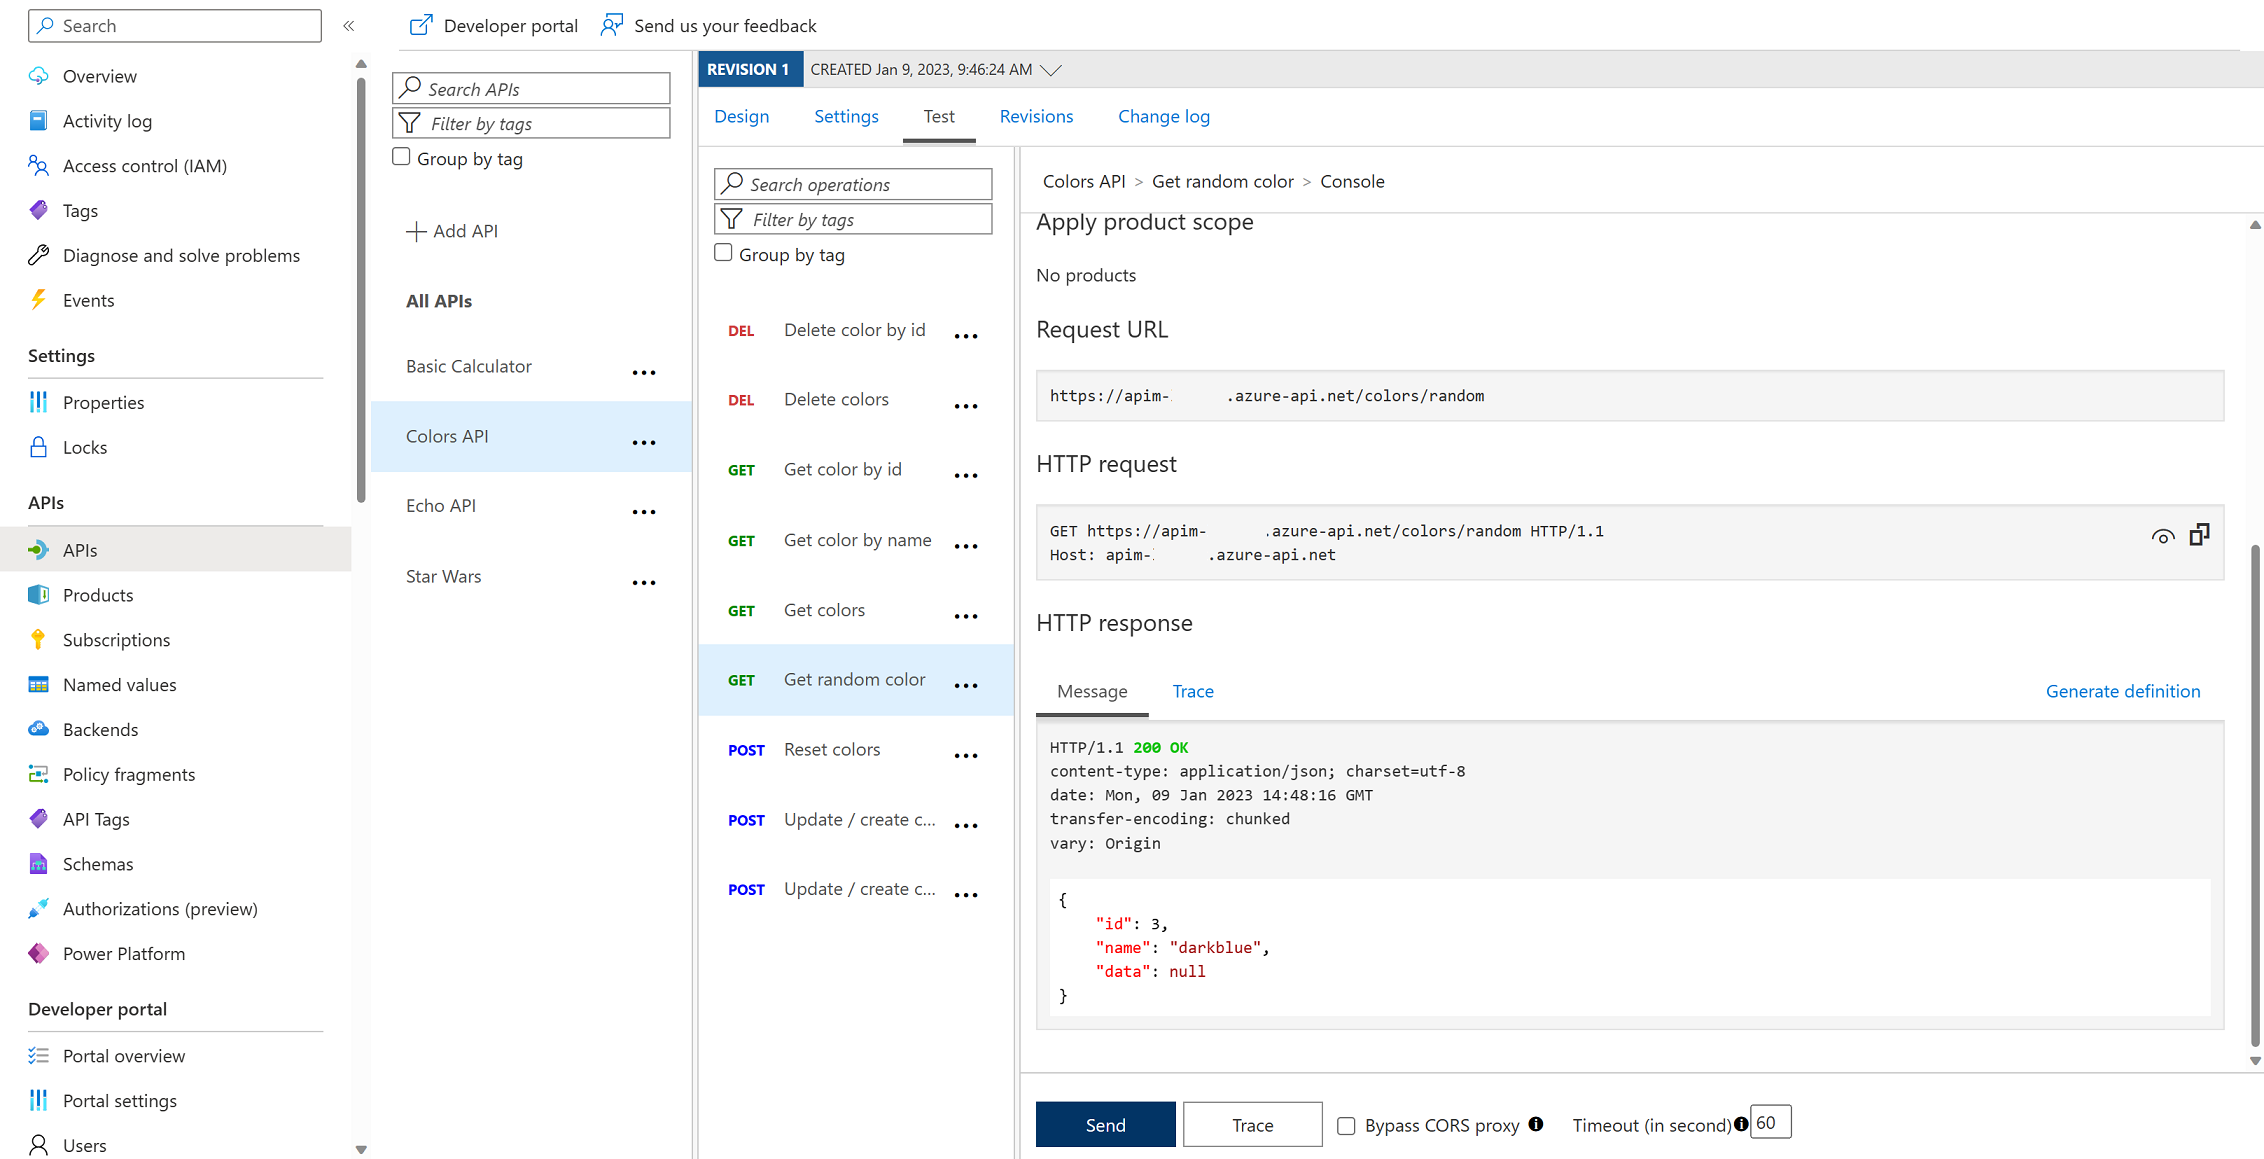 Search
«
Developer portal
Send us your feedback
Overview
Activity log
Access control (IAM)
Tags
Diagnose and solve problems
Events
Settings
Properties
Locks
APIs
APIs
Products
Subscriptions
Named values
Backends
Policy fragments
API Tags
Schemas
Authorizations (preview)
Power Platform
Developer portal
Portal overview
Portal settings
Users
Search APIs
Filter by tags
Group by tag
Add API
All APIs
Basic Calculator ...
Colors API ...
Echo API ...
Star Wars ...
REVISION 1 CREATED Jan 9, 2023, 9:46:24 AM
Design Settings Test Revisions Change log
Search operations
Filter by tags
Group by tag
DEL Delete color by id ...
DEL Delete colors ...
GET Get color by id ...
GET Get color by name ...
GET Get colors ...
GET Get random color ...
POST Reset colors ...
POST Update / create c... ...
POST Update / create c... ...
Colors API > Get random color > Console
Apply product scope
No products
Request URL
https://apim- .azure-api.net/colors/random
HTTP request
GET https://apim- .azure-api.net/colors/random HTTP/1.1
Host: apim- .azure-api.net
HTTP response
Message Trace Generate definition
HTTP/1.1 200 OK
content-type: application/json; charset=utf-8
date: Mon, 09 Jan 2023 14:48:16 GMT
transfer-encoding: chunked
vary: Origin
{
"id": 3,
"name": "darkblue",
"data": null
}
Send Trace Bypass CORS proxy Timeout (in second) 60